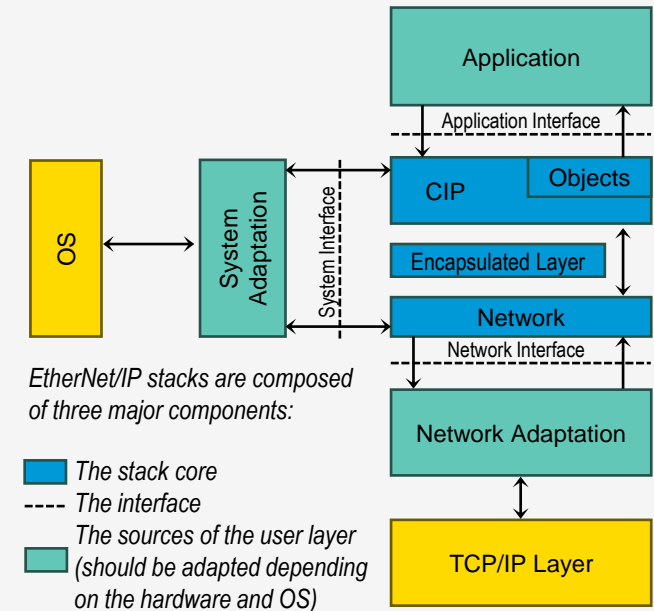 Application
Application Interface
Objects
CIP
OS
System
Adaptation
System Interface
Encapsulated Layer
Network
Network Interface
EtherNet/IP stacks are composed
of three major components:
Network Adaptation
The stack core
The interface
The sources of the user layer
(should be adapted depending
on the hardware and OS)
TCP/IP Layer